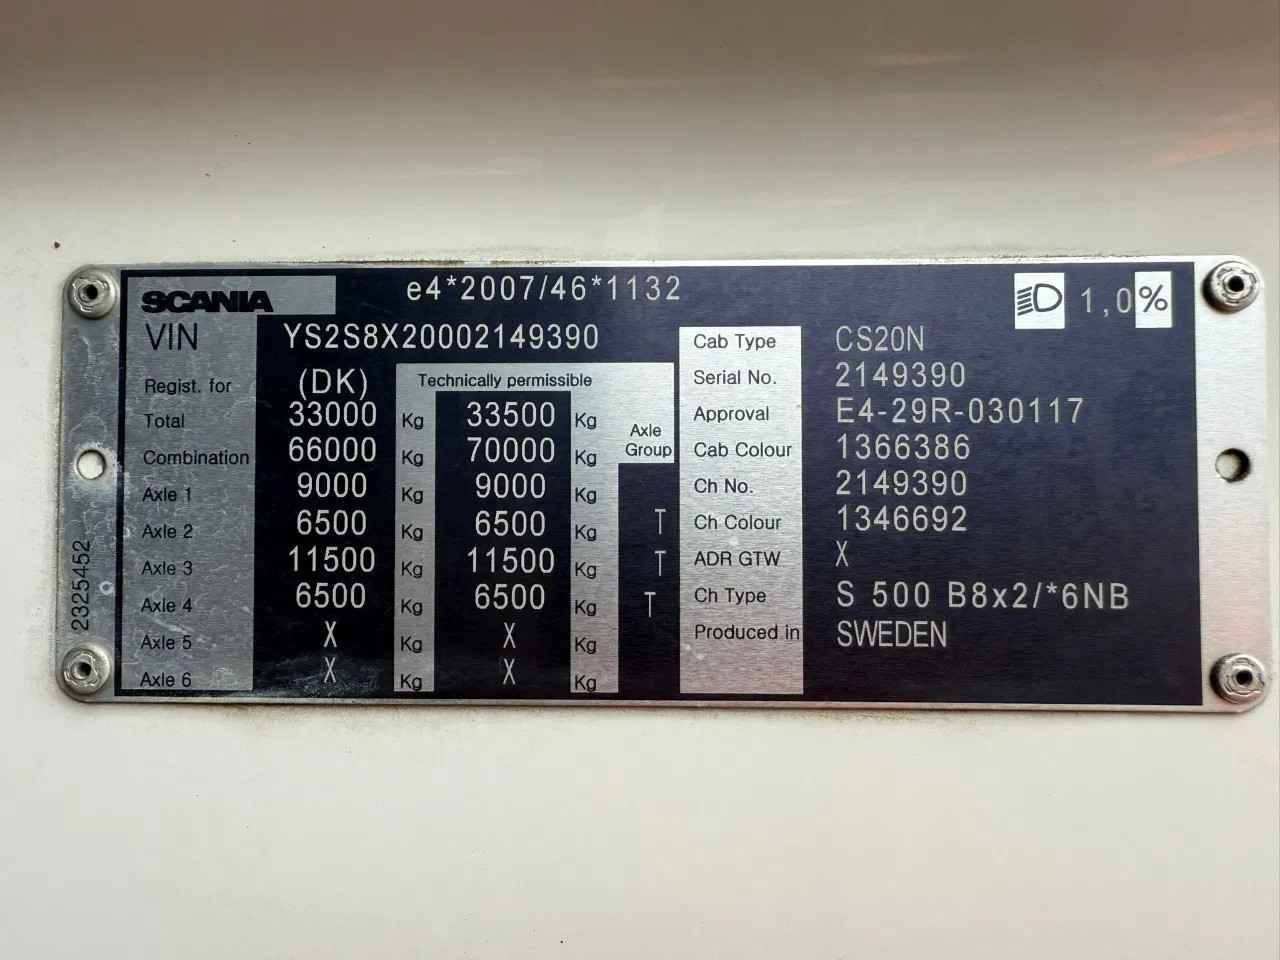 SCANIA e4*2007/46*1132 1,0%
VIN YS2S8X20002149390
Regist. for (DK) Technically permissible
Total 33000 Kg 33500 Kg Axle Group
Combination 66000 Kg 70000 Kg
Axle 1 9000 Kg 9000 Kg
Axle 2 6500 Kg 6500 Kg T
Axle 3 11500 Kg 11500 Kg T
Axle 4 6500 Kg 6500 Kg T
Axle 5 X Kg X Kg
Axle 6 X Kg X Kg
Cab Type CS20N
Serial No. 2149390
Approval E4-29R-030117
Cab Colour 1366386
Ch No. 2149390
Ch Colour 1346692
ADR GTW X
Ch Type S 500 B8x2/*6NB
Produced in SWEDEN
2325452